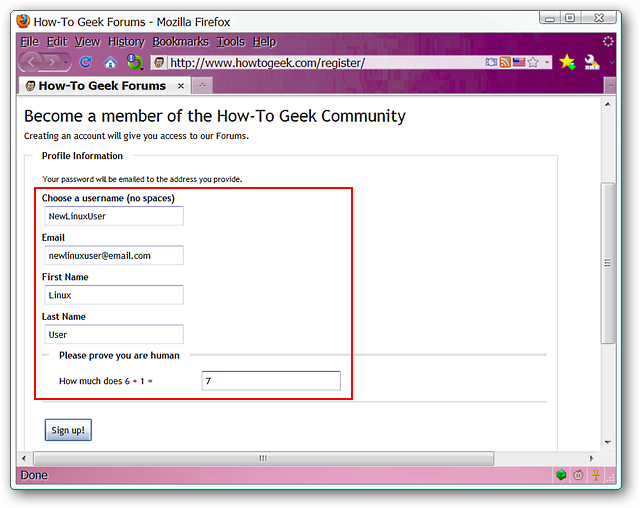 How-To Geek Forums - Mozilla Firefox
File Edit View History Bookmarks Tools Help
http://www.howtogeek.com/register/
How-To Geek Forums
Become a member of the How-To Geek Community
Creating an account will give you access to our Forums.
Profile Information
Your password will be emailed to the address you provide.
Choose a username (no spaces)
NewLinuxUser
Email
newlinuxuser@email.com
First Name
Linux
Last Name
User
Please prove you are human
How much does 6 + 1 =
7
Sign up!
Done